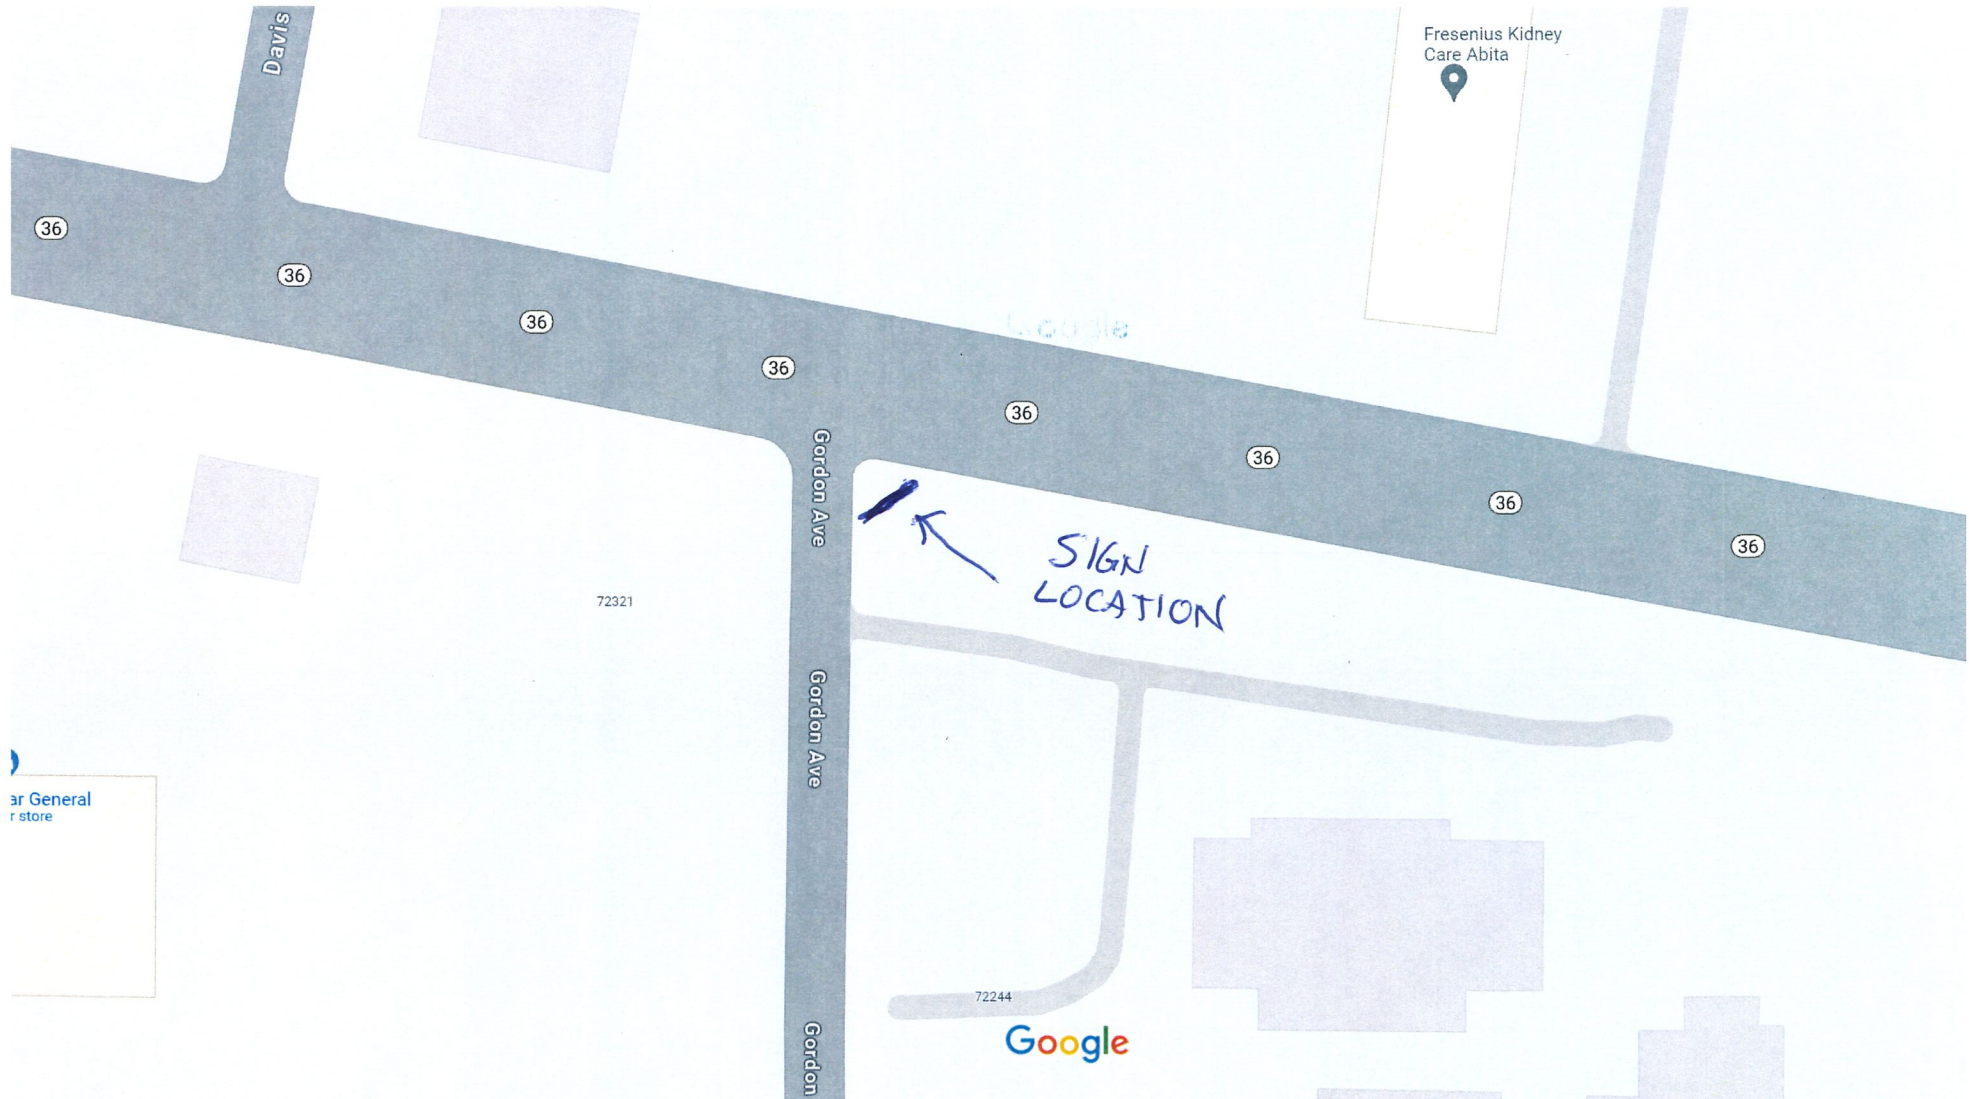 Davis
Fresenius Kidney
Care Abita
36
36
36
Google
36
36
36
36
36
Gordon Ave
SIGN
LOCATION
72321
Gordon Ave
ar General
r store
72244
Google
Gordon